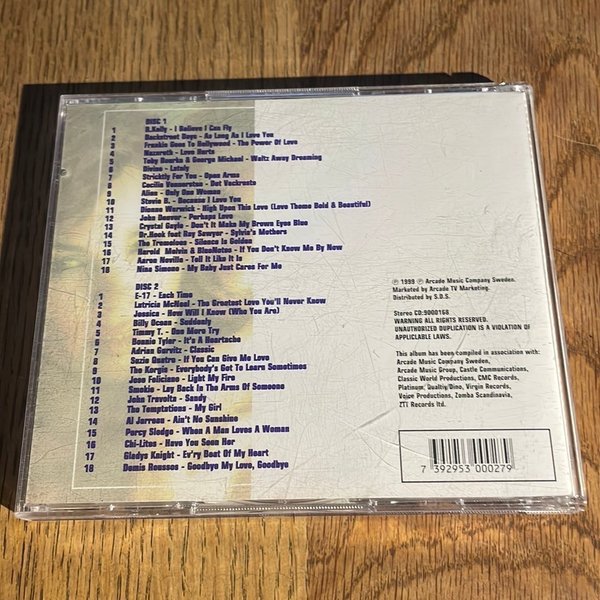 DISC 1
1 R.Kelly - I Believe I Can Fly
2 Backstreet Boys - As Long As I Love You
3 Frankie Goes To Hollywood - The Power Of Love
4 Nazareth - Love Hurts
5 Toby Bourke & George Michael - Waltz Away Dreaming
6 Divine - Lately
7 Strictly For You - Open Arms
8 Cecilia Vennersten - Det Vackraste
9 Alien - Only One Woman
10 Stevie B. - Because I Love You
11 Dionne Warwick - High Upon This Love (Love Theme Bold & Beautiful)
12 John Denver - Perhaps Love
13 Crystal Gayle - Don't It Make My Brown Eyes Blue
14 Dr.Hook feat Ray Sawyer - Sylvia's Mothers
15 The Tremeloes - Silence Is Golden
16 Harold Melvin & BlueNotes - If You Don't Know Me By Now
17 Aaron Neville - Tell It Like It Is
18 Nina Simone - My Baby Just Cares For Me
DISC 2
1 E-17 - Each Time
2 Lutricia McNeal - The Greatest Love You'll Never Know
3 Jessica - How Will I Know (Who You Are)
4 Billy Ocean - Suddenly
5 Timmy T. - One More Try
6 Bonnie Tyler - It's A Heartache
7 Adrian Gurvitz - Classic
8 Suzie Quatro - If You Can Give Me Love
9 The Korgis - Everybody's Got To Learn Sometimes
10 Jose Feliciano - Light My Fire
11 Smokie - Lay Back In The Arms Of Someone
12 John Travolta - Sandy
13 The Temptations - My Girl
14 Al Jarreau - Ain't No Sunshine
15 Percy Sledge - When A Man Loves A Woman
16 Chi-Lites - Have You Seen Her
17 Gladys Knight - Ev'ry Beat Of My Heart
18 Demis Roussos - Goodbye My Love, Goodbye
℗ 1999 © Arcade Music Company Sweden.
Marketed by Arcade TV Marketing.
Distributed by S.D.S.
Stereo CD:9000168
WARNING ALL RIGHTS RESERVED.
UNAUTHORIZED DUPLICATION IS A VIOLATION OF
APPLICLABLE LAWS.
This album has been compiled in association with:
Arcade Music Company Sweden,
Arcade Music Group, Castle Communications,
Classic World Productions, CMC Records,
Platinum, Quality/Dino, Virgin Records,
Productions, Zomba Scandinavia,
ZTT Records ltd.
7 392953 000279